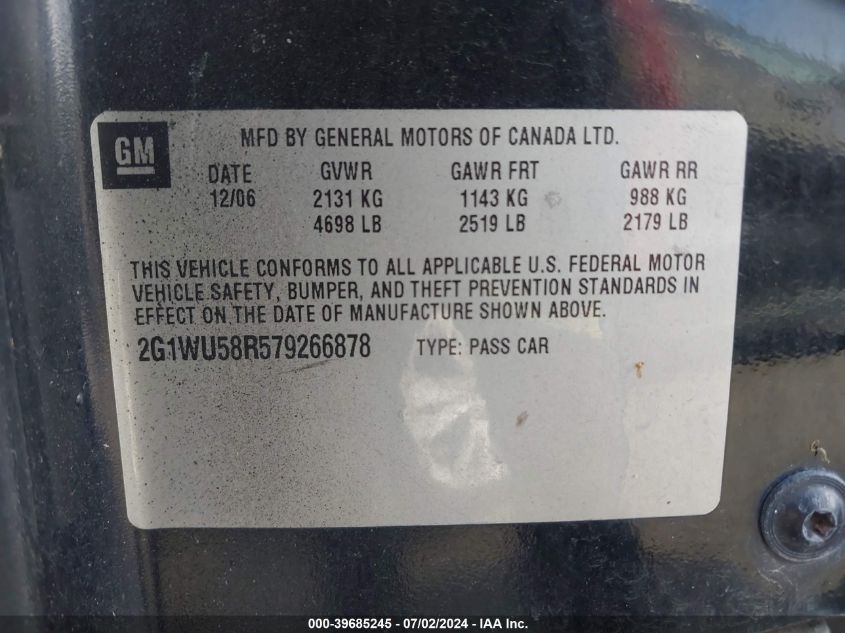 GM
MFD BY GENERAL MOTORS OF CANADA LTD.
DATE GVWR GAWR FRT GAWR RR
12/06 2131 KG 1143 KG 988 KG
4698 LB 2519 LB 2179 LB
THIS VEHICLE CONFORMS TO ALL APPLICABLE U.S. FEDERAL MOTOR
VEHICLE SAFETY, BUMPER, AND THEFT PREVENTION STANDARDS IN
EFFECT ON THE DATE OF MANUFACTURE SHOWN ABOVE.
2G1WU58R579266878 TYPE: PASS CAR
000-39685245 - 07/02/2024 - IAA Inc.